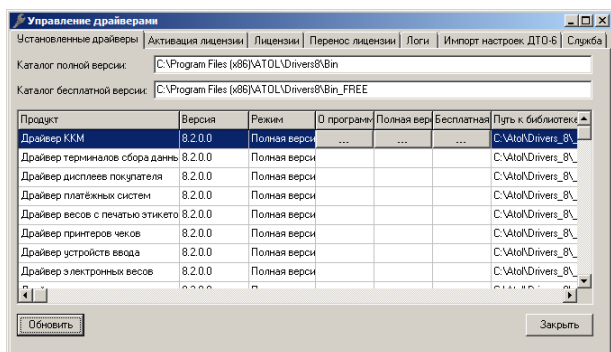 Управление драйверами
Установленные драйверы Активация лицензии Лицензии Перенос лицензии Логи Импорт настроек ДТО-6 Служба
Каталог полной версии: C:\Program Files (x86)\ATOL\Drivers8\Bin
Каталог бесплатной версии: C:\Program Files (x86)\ATOL\Drivers8\Bin_FREE
Продукт Версия Режим О программ Полная вер Бесплатная Путь к библиотеке
Драйвер ККМ 8.2.0.0 Полная верси ... ... ... C:\Atol\Drivers_8\_
Драйвер терминалов сбора данн 8.2.0.0 Полная верси C:\Atol\Drivers_8\_
Драйвер дисплеев покупателя 8.2.0.0 Полная верси C:\Atol\Drivers_8\_
Драйвер платёжных систем 8.2.0.0 Полная верси C:\Atol\Drivers_8\_
Драйвер весов с печатью этикето 8.2.0.0 Полная верси C:\Atol\Drivers_8\_
Драйвер принтеров чеков 8.2.0.0 Полная верси C:\Atol\Drivers_8\_
Драйвер устройств ввода 8.2.0.0 Полная верси C:\Atol\Drivers_8\_
Драйвер электронных весов 8.2.0.0 Полная верси C:\Atol\Drivers_8\_
Обновить Закрыть